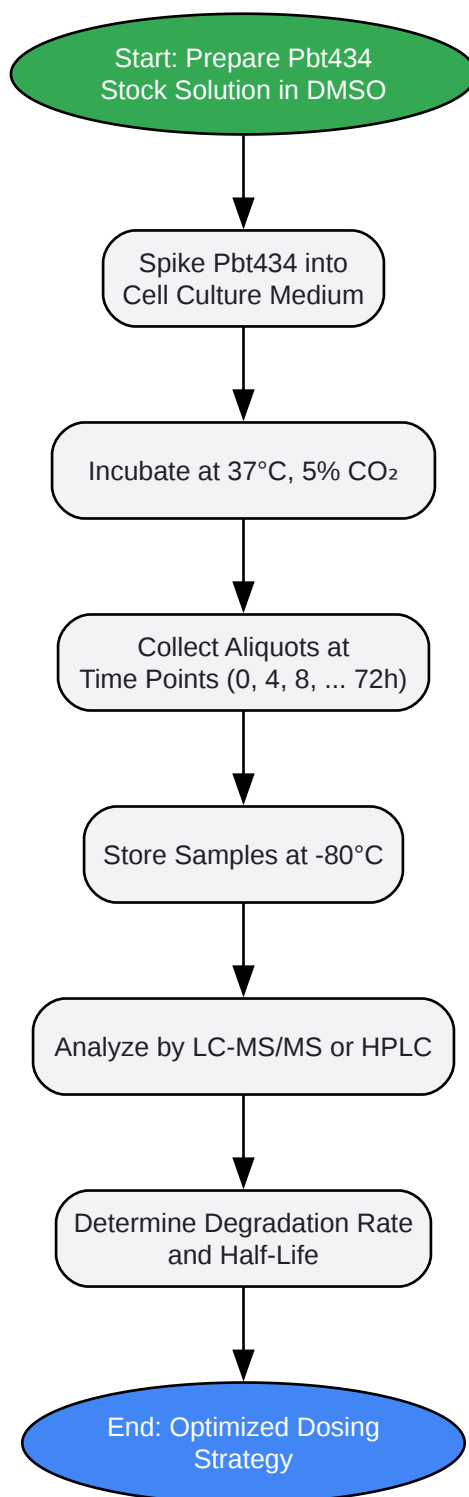 Start: Prepare Pbt434
Stock Solution in DMSO
Spike Pbt434 into
Cell Culture Medium
Incubate at 37°C, 5% CO₂
Collect Aliquots at
Time Points (0, 4, 8, ... 72h)
Store Samples at -80°C
Analyze by LC-MS/MS or HPLC
Determine Degradation Rate
and Half-Life
End: Optimized Dosing
Strategy